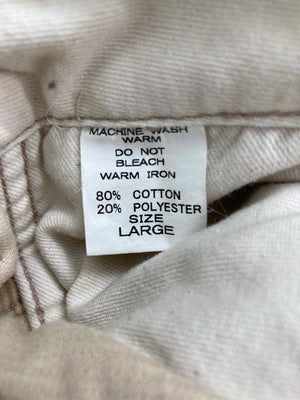 MACHINE WASH
WARM
DO NOT
BLEACH
WARM IRON
80% COTTON
20% POLYESTER
SIZE
LARGE